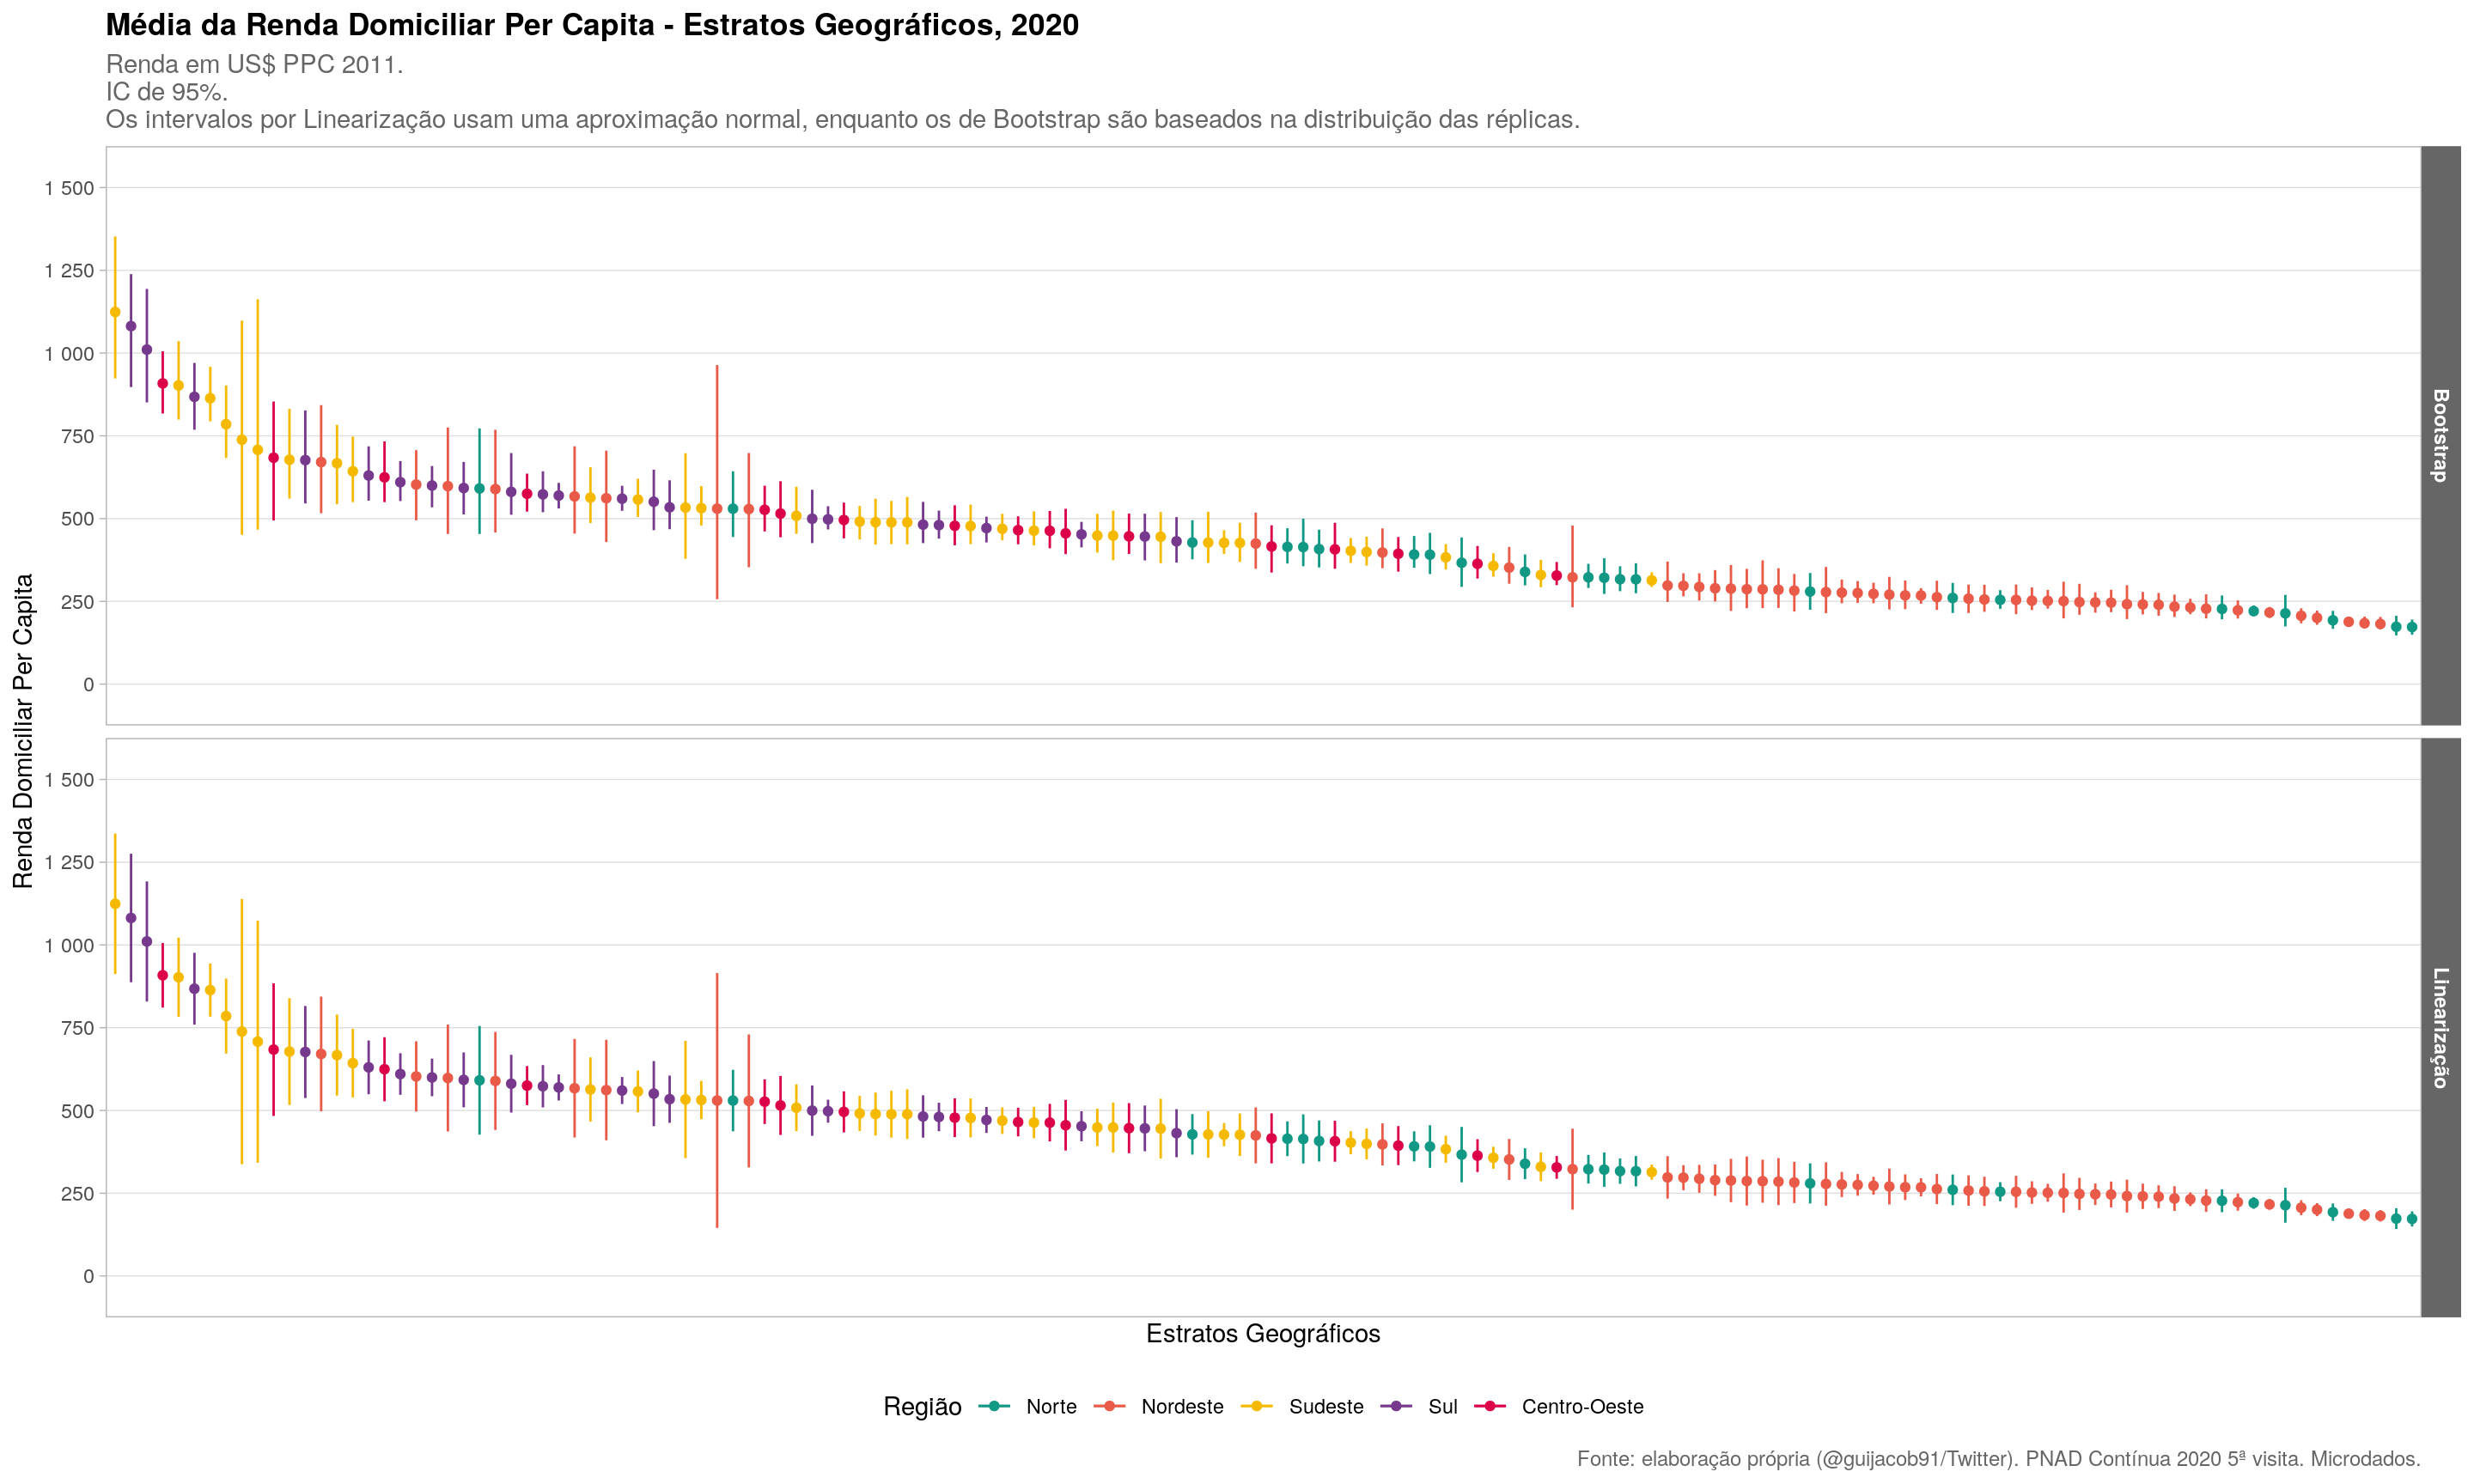 Média da Renda Domiciliar Per Capita - Estratos Geográficos, 2020
Renda em US$ PPC 2011.
IC de 95%.
Os intervalos por Linearização usam uma aproximação normal, enquanto os de Bootstrap são baseados na distribuição das réplicas.
Renda Domiciliar Per Capita
1 500
1 250
1 000
750
500
250
0
Bootstrap
1 500
1 250
1 000
750
500
250
0
Linearização
Estratos Geográficos
Região Norte Nordeste Sudeste Sul Centro-Oeste
Fonte: elaboração própria (@guijacob91/Twitter). PNAD Contínua 2020 5ª visita. Microdados.